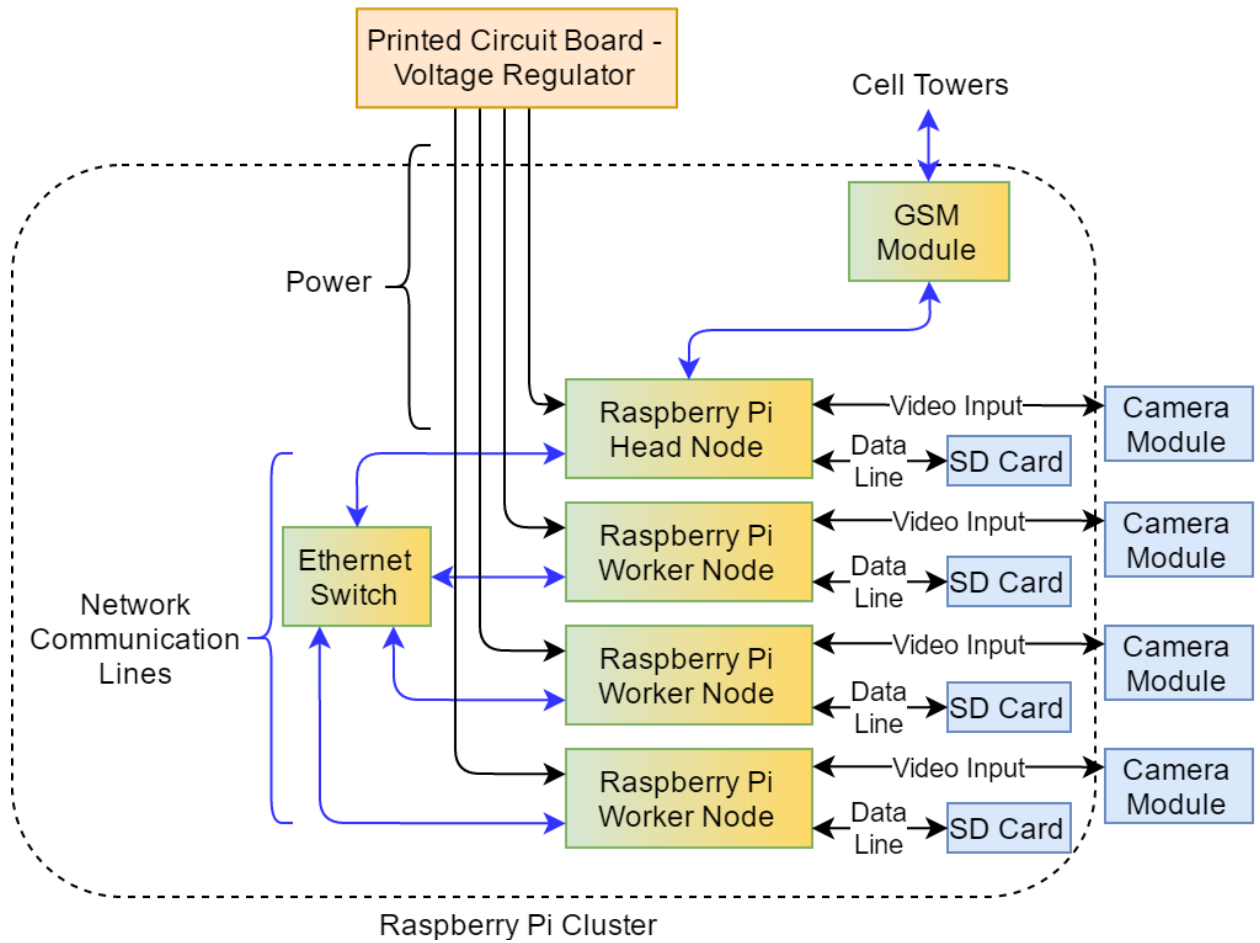 Printed Circuit Board -
Voltage Regulator
Cell Towers
GSM
Module
Power
Raspberry Pi
Head Node
Video Input
Camera
Module
Data
Line
SD Card
Raspberry Pi
Worker Node
Video Input
Camera
Module
Data
Line
SD Card
Ethernet
Switch
Network
Communication
Lines
Raspberry Pi
Worker Node
Video Input
Camera
Module
Data
Line
SD Card
Raspberry Pi
Worker Node
Video Input
Camera
Module
Data
Line
SD Card
Raspberry Pi Cluster